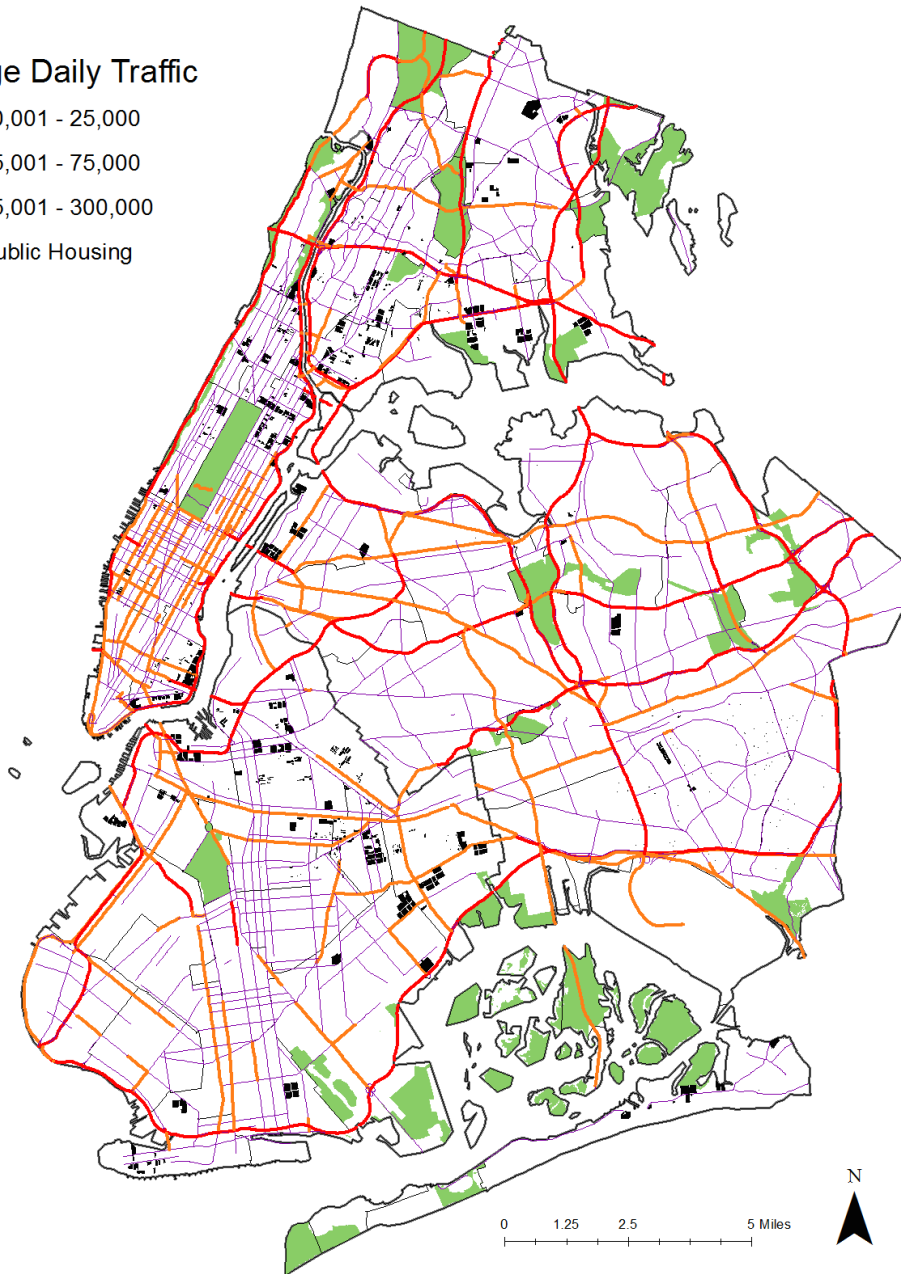 ge Daily Traffic
0,001 - 25,000
5,001 - 75,000
5,001 - 300,000
ublic Housing
N
0 1.25 2.5 5 Miles